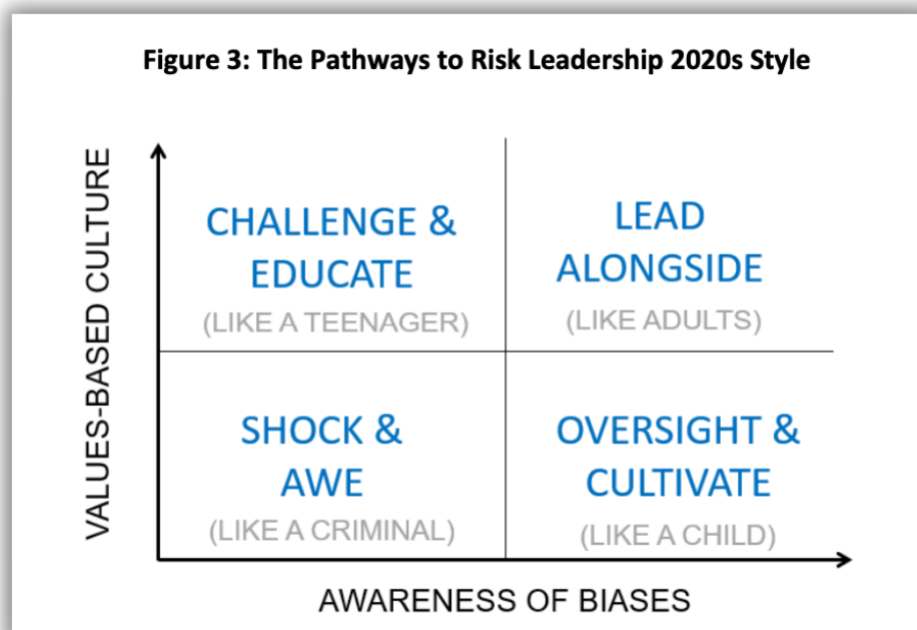 Figure 3: The Pathways to Risk Leadership 2020s Style
VALUES-BASED CULTURE
CHALLENGE &
EDUCATE
(LIKE A TEENAGER)
LEAD
ALONGSIDE
(LIKE ADULTS)
SHOCK &
AWE
(LIKE A CRIMINAL)
OVERSIGHT &
CULTIVATE
(LIKE A CHILD)
AWARENESS OF BIASES